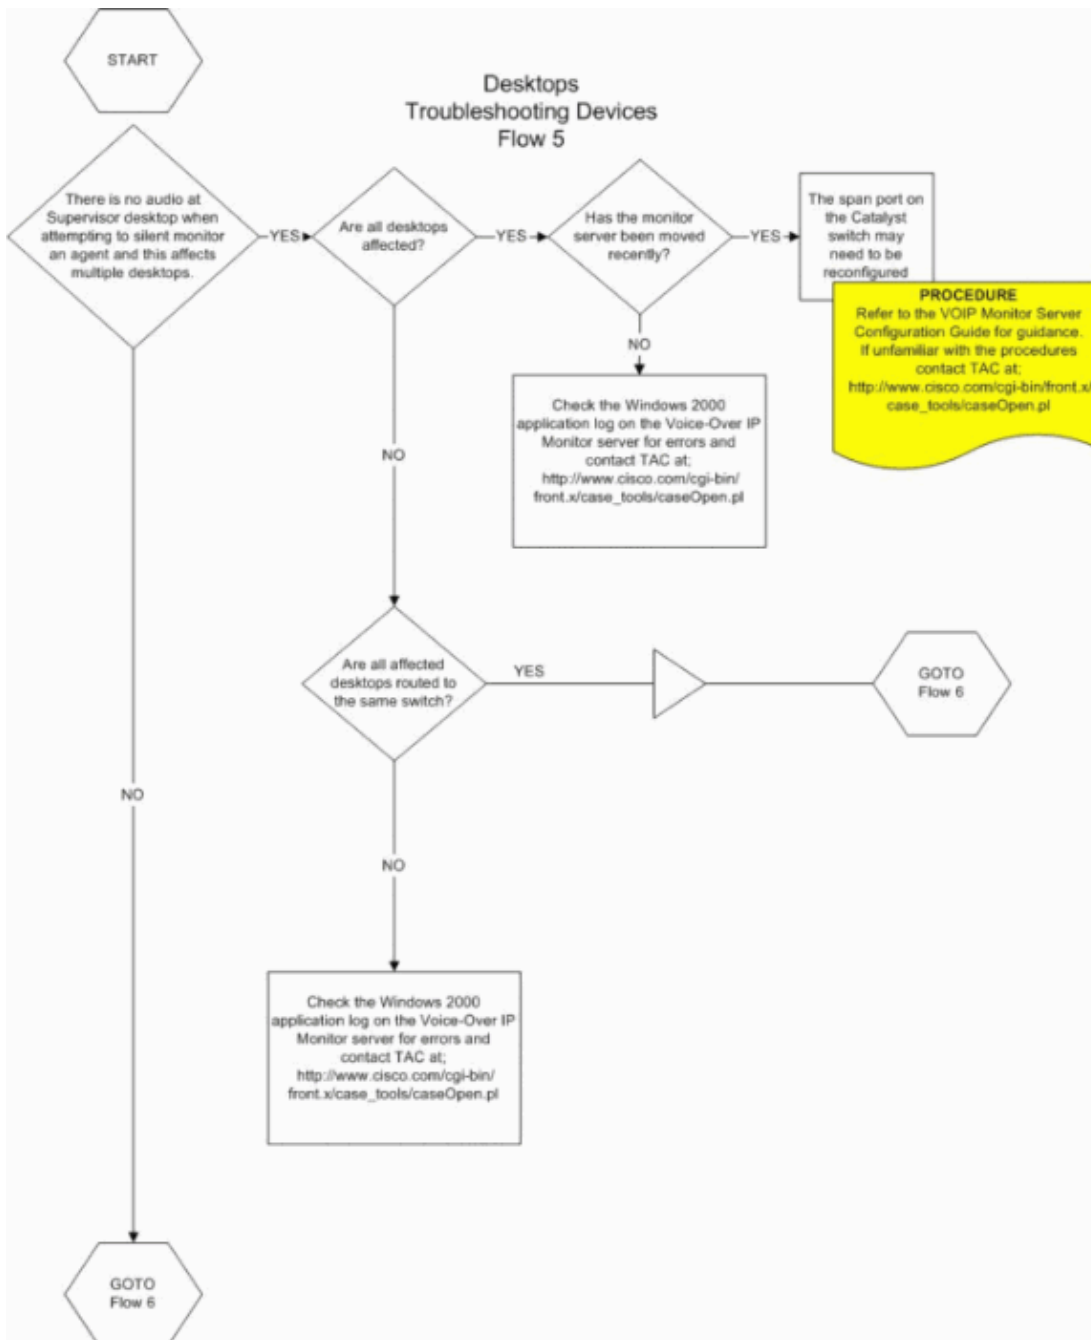 START
Desktops
Troubleshooting Devices
Flow 5
There is no audio at
Supervisor desktop when
attempting to silent monitor
an agent and this affects
multiple desktops.
YES
Are all desktops
affected?
YES
Has the monitor
server been moved
recently?
YES
The span port on
the Catalyst
switch may
need to be
reconfigured
PROCEDURE
Refer to the VOIP Monitor Server
Configuration Guide for guidance.
If unfamiliar with the procedures
contact TAC at;
http://www.cisco.com/cgi-bin/front.x/
case_tools/caseOpen.pl
NO
Check the Windows 2000
application log on the Voice-Over IP
Monitor server for errors and
contact TAC at;
http://www.cisco.com/cgi-bin/
front.x/case_tools/caseOpen.pl
NO
Are all affected
desktops routed to
the same switch?
YES
GOTO
Flow 6
NO
NO
Check the Windows 2000
application log on the Voice-Over IP
Monitor server for errors and
contact TAC at;
http://www.cisco.com/cgi-bin/
front.x/case_tools/caseOpen.pl
GOTO
Flow 6